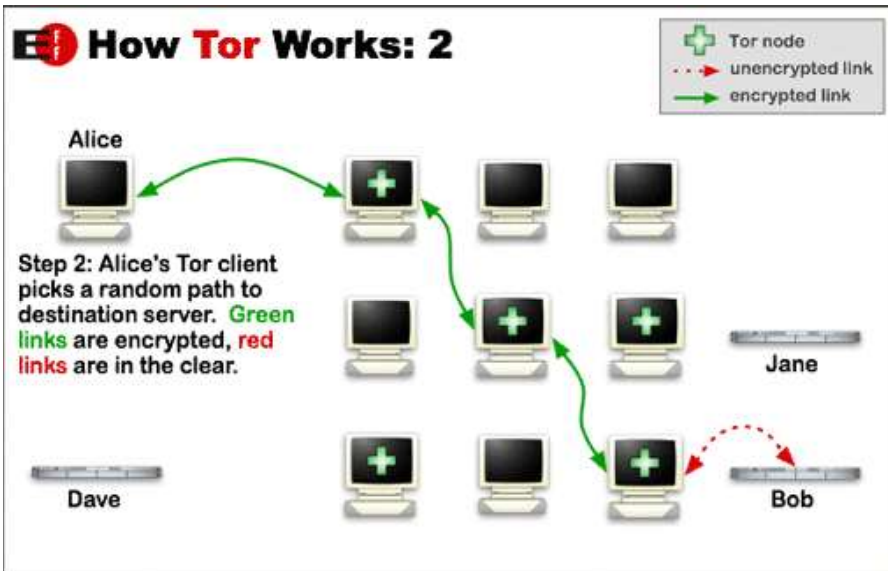 EFF How Tor Works: 2
Tor node
unencrypted link
encrypted link
Alice
Step 2: Alice's Tor client
picks a random path to
destination server. Green
links are encrypted, red
links are in the clear.
Jane
Dave
Bob